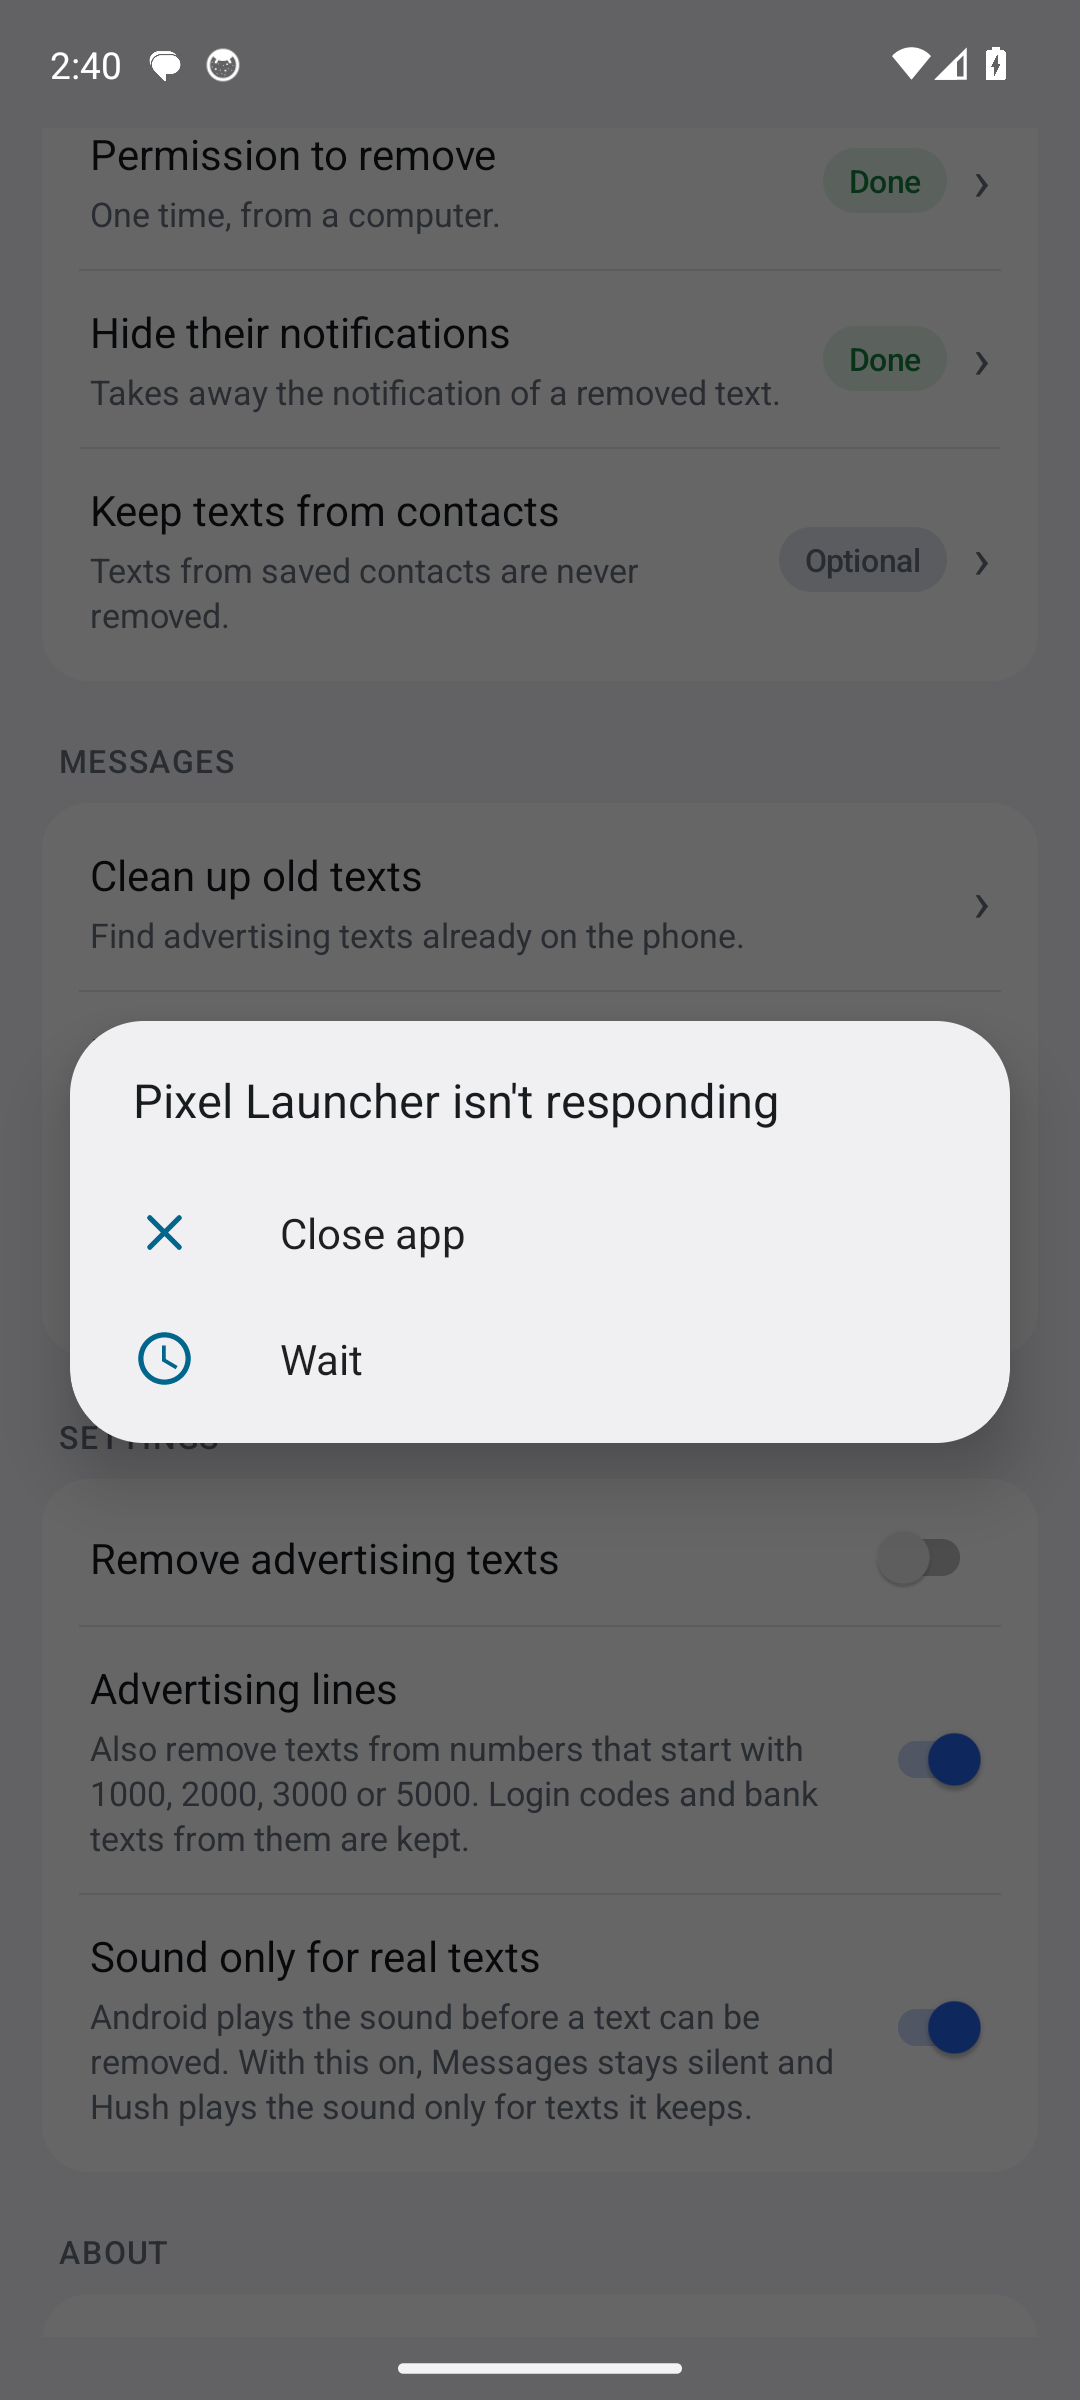 2:40
Permission to remove
Done
One time, from a computer.
Hide their notifications
Done
Takes away the notification of a removed text.
Keep texts from contacts
Optional
Texts from saved contacts are never
removed.
MESSAGES
Clean up old texts
Find advertising texts already on the phone.
Pixel Launcher isn't responding
Close app
Wait
SETTINGS
Remove advertising texts
Advertising lines
Also remove texts from numbers that start with
1000, 2000, 3000 or 5000. Login codes and bank
texts from them are kept.
Sound only for real texts
Android plays the sound before a text can be
removed. With this on, Messages stays silent and
Hush plays the sound only for texts it keeps.
ABOUT